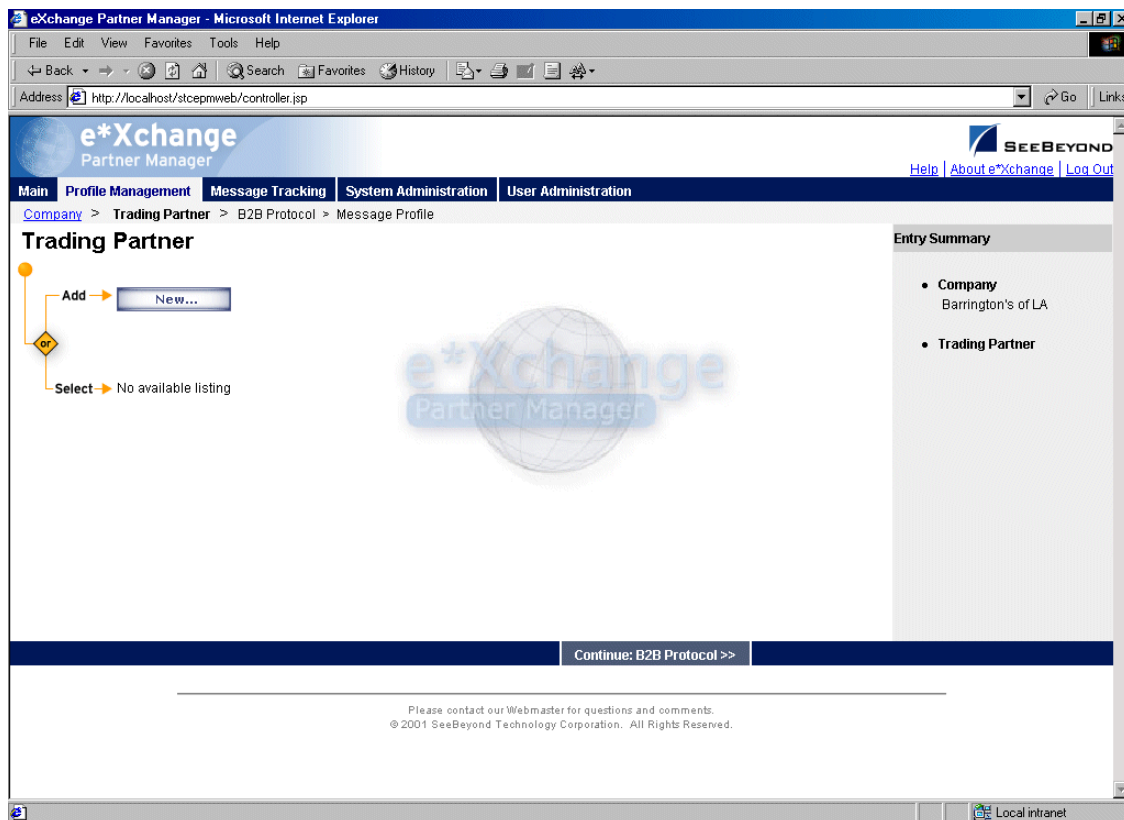 eXchange Partner Manager - Microsoft Internet Explorer
File Edit View Favorites Tools Help
Back Search Favorites History
Address http://localhost/stcepmweb/controller.jsp Go Links
e*Xchange
Partner Manager
SEEBEYOND
Help | About e*Xchange | Log Out
Main Profile Management Message Tracking System Administration User Administration
Company > Trading Partner > B2B Protocol > Message Profile
Trading Partner
Entry Summary
Add New...
or
Select No available listing
• Company
Barrington's of LA
• Trading Partner
e*Xchange
Partner Manager
Continue: B2B Protocol >>
Please contact our Webmaster for questions and comments.
© 2001 SeeBeyond Technology Corporation. All Rights Reserved.
Local intranet